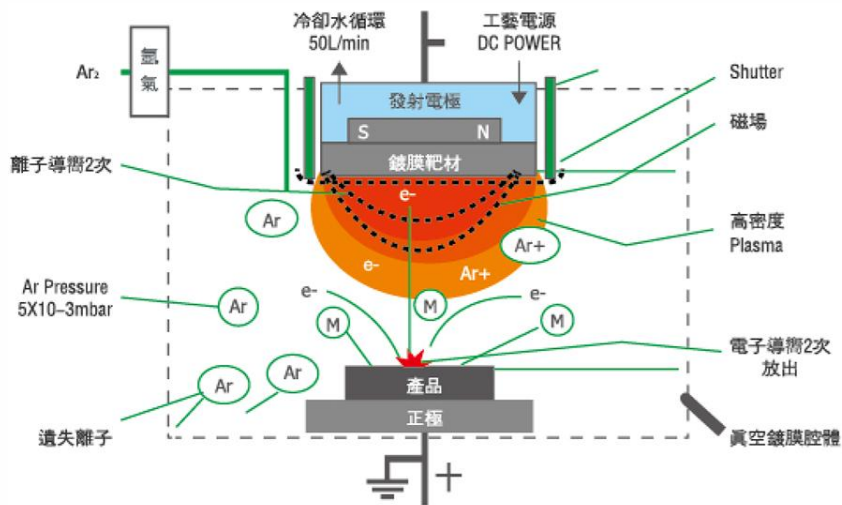 冷卻水循環
50L/min
工藝電源
DC POWER
Ar₂
氬
氣
發射電極
S
N
鍍膜靶材
Shutter
磁場
離子導嚮2次
e-
Ar
Ar+
高密度
Plasma
e-
Ar+
Ar Pressure
5X10-3mbar
Ar
e-
M
e-
M
M
電子導嚮2次
放出
Ar
Ar
產品
正極
遺失離子
眞空鍍膜腔體